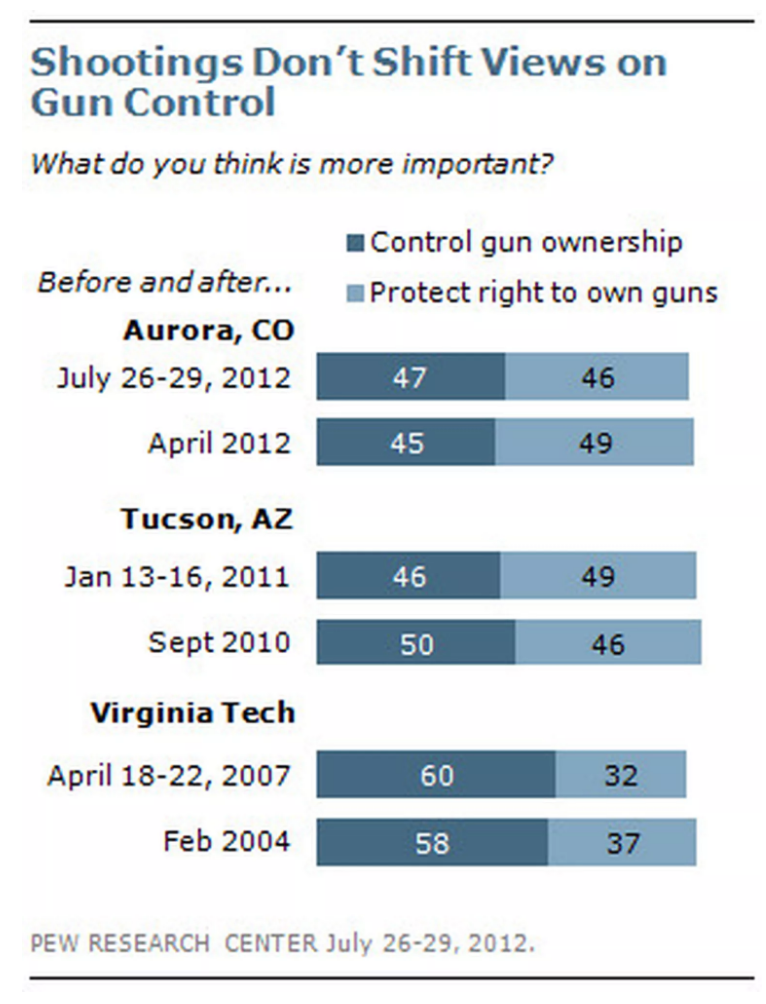 Shootings Don't Shift Views on
Gun Control
What do you think is more important?
Control gun ownership
Before and after...
Protect right to own guns
Aurora, CO
July 26-29, 2012 47 46
April 2012 45 49
Tucson, AZ
Jan 13-16, 2011 46 49
Sept 2010 50 46
Virginia Tech
April 18-22, 2007 60 32
Feb 2004 58 37
PEW RESEARCH CENTER July 26-29, 2012.